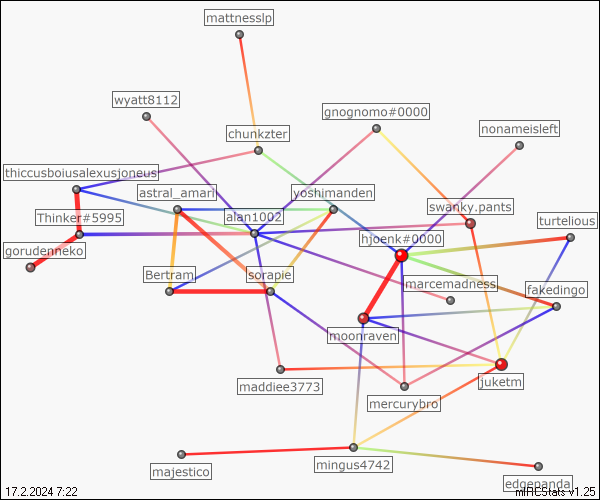 mattnesslp
wyatt8112
gnognomo#0000
nonameisleft
chunkzter
thiccusboiusalexusjoneus
astral_amari
yoshimanden
Thinker#5995
alan1002
swanky.pants
turtelious
hjoenk#0000
gorudenneko
Bertram
sorapie
marcemadness
fakedingo
moonraven
maddiee3773
juketm
mercurybro
majestico
mingus4742
edgepanda
17.2.2024 7:22
mIRCStats v1.25